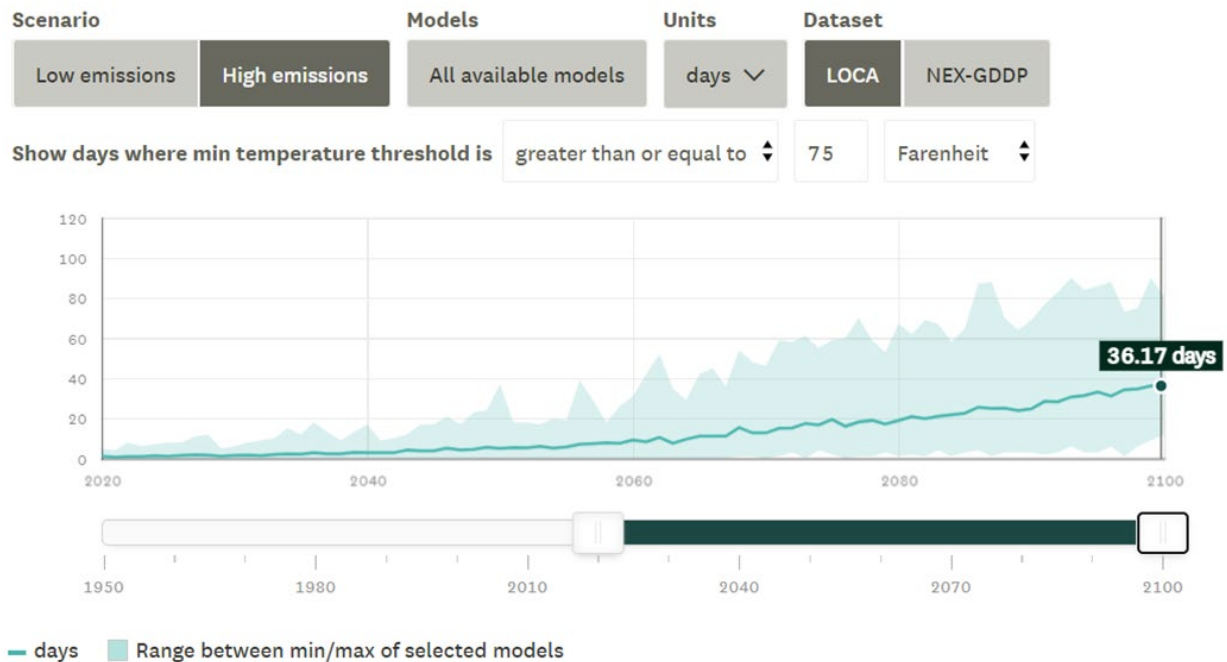 Scenario Models Units Dataset
Low emissions High emissions All available models days LOCA NEX-GDDP
Show days where min temperature threshold is greater than or equal to 75 Farenheit
120
100
80
60
40
20
0
36.17 days
2020 2040 2060 2080 2100
1950 1980 2010 2040 2070 2100
days Range between min/max of selected models